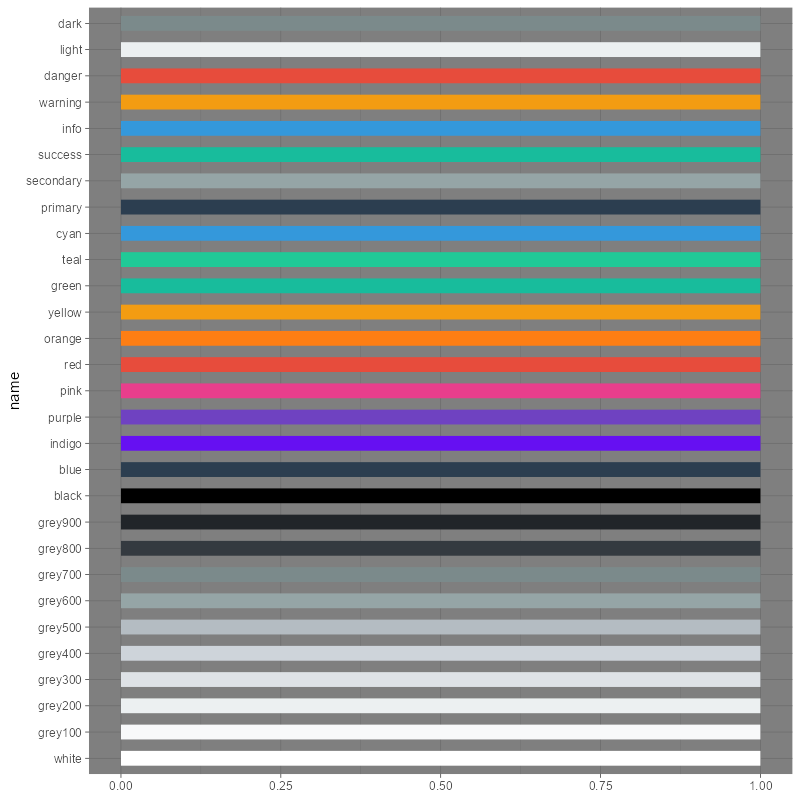 dark
light
danger
warning
info
success
secondary
primary
cyan
teal
green
yellow
orange
red
pink
purple
indigo
blue
black
grey900
grey800
grey700
grey600
grey500
grey400
grey300
grey200
grey100
white
name
0.00 0.25 0.50 0.75 1.00